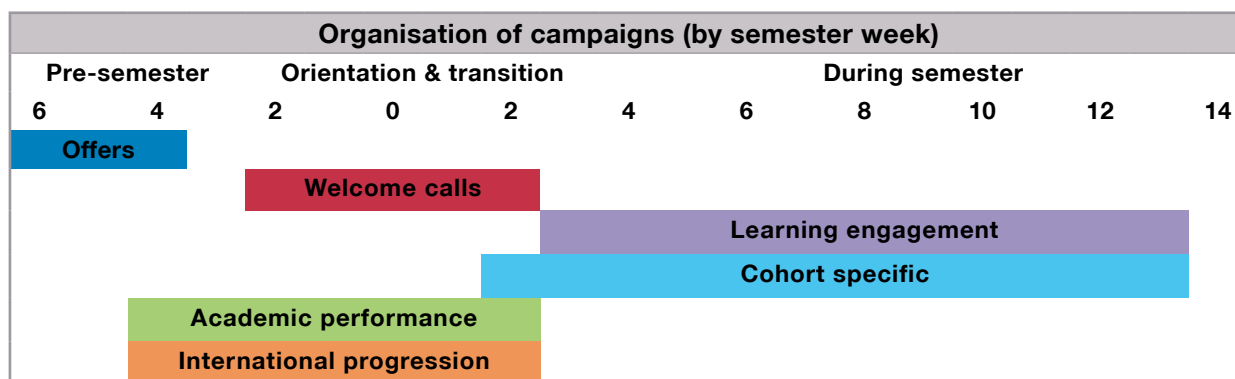 Organisation of campaigns (by semester week)
Pre-semester Orientation & transition During semester
6 4 2 0 2 4 6 8 10 12 14
Offers
Welcome calls
Learning engagement
Cohort specific
Academic performance
International progression